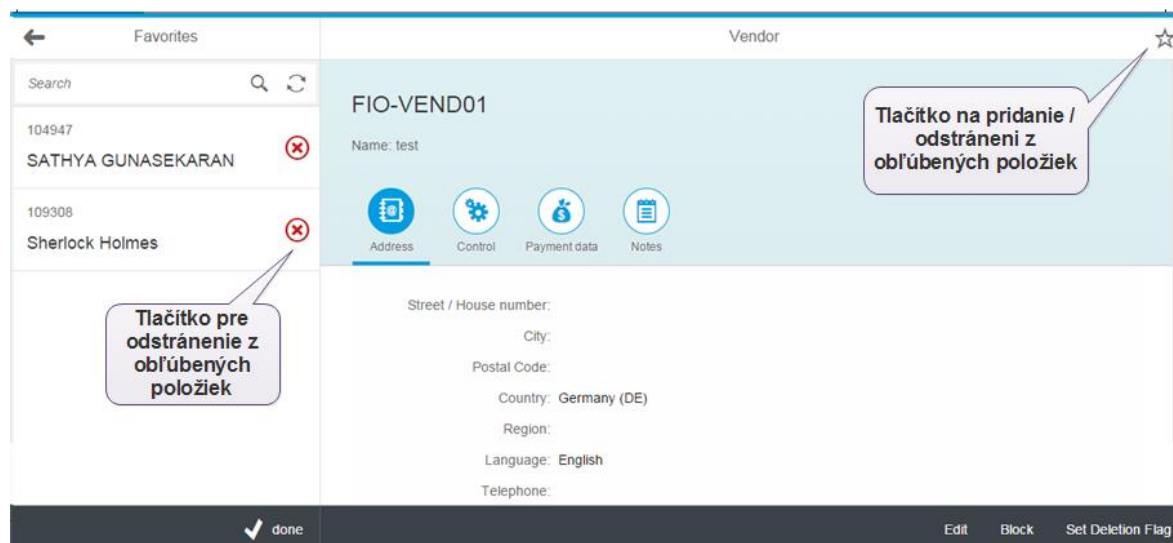 Favorites
Vendor
Search
104947
SATHYA GUNASEKARAN
109308
Sherlock Holmes
Tlačítko pre
odstránenie z
obľúbených
položiek
done
FIO-VEND01
Name: test
Tlačítko na pridanie /
odstráneni z
obľúbených položiek
Address Control Payment data Notes
Street / House number:
City:
Postal Code:
Country: Germany (DE)
Region:
Language: English
Telephone:
Edit Block Set Deletion Flag